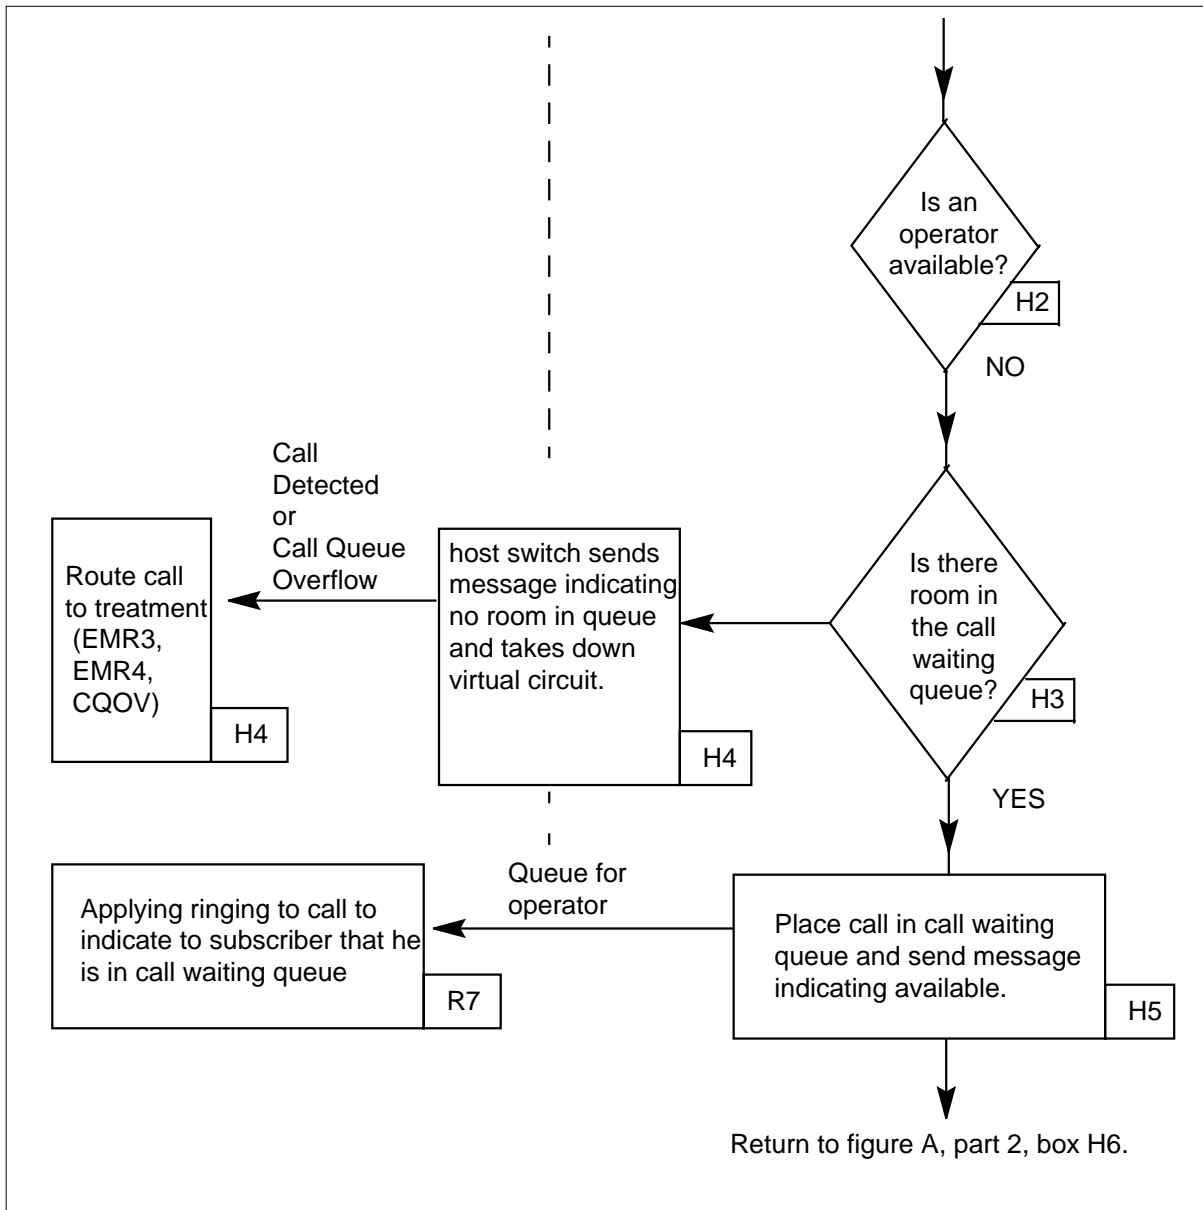 Is an
operator
available?
H2
NO
Call
Detected
or
Call Queue
Overflow
Route call
to treatment
(EMR3,
EMR4,
CQOV)
H4
host switch sends
message indicating
no room in queue
and takes down
virtual circuit.
H4
Is there
room in
the call
waiting
queue?
H3
YES
Queue for
operator
Applying ringing to call to
indicate to subscriber that he
is in call waiting queue
R7
Place call in call waiting
queue and send message
indicating available.
H5
Return to figure A, part 2, box H6.